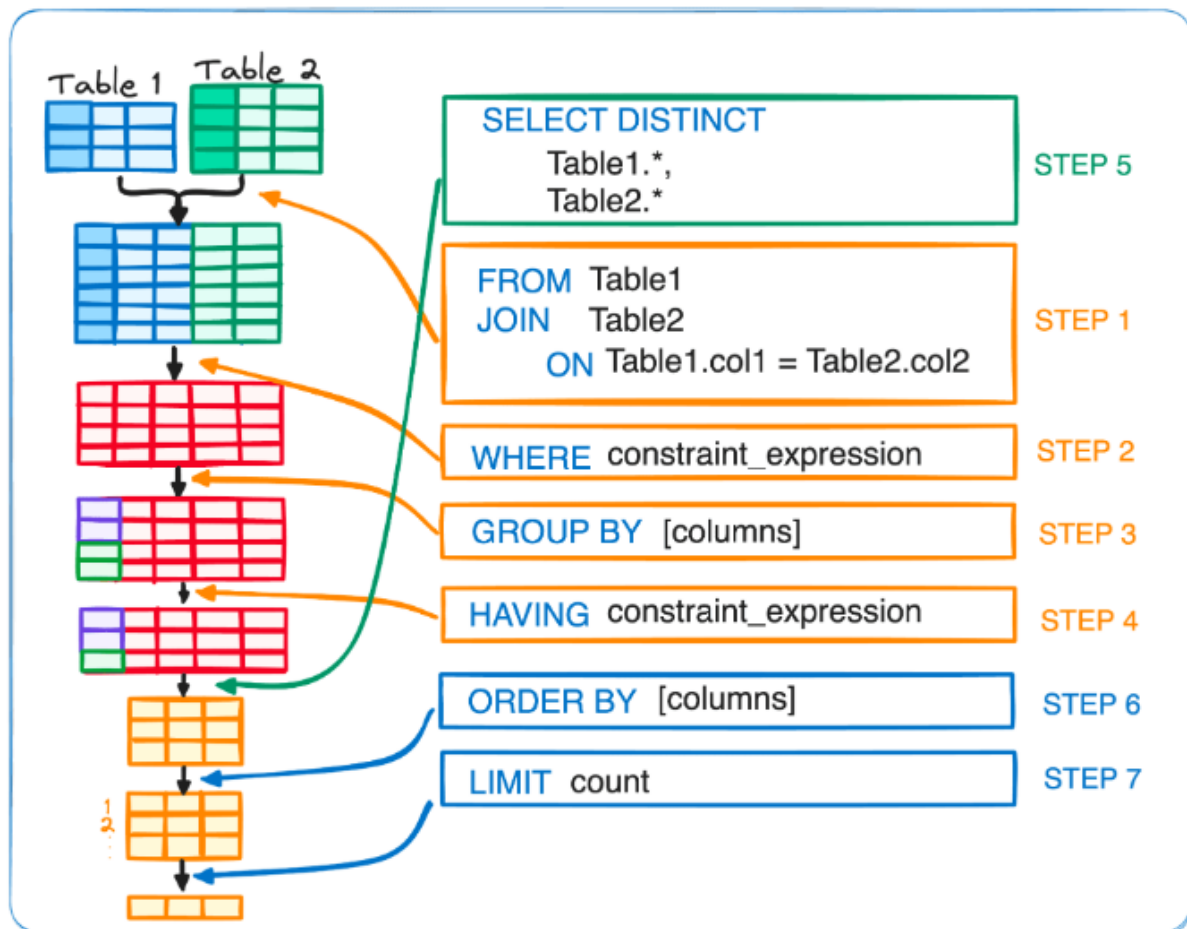 Table 1
Table 2
SELECT DISTINCT
Table1.*,
Table2.*
STEP 5
FROM Table1
JOIN Table2
ON Table1.col1 = Table2.col2
STEP 1
WHERE constraint_expression
STEP 2
GROUP BY [columns]
STEP 3
HAVING constraint_expression
STEP 4
ORDER BY [columns]
STEP 6
LIMIT count
STEP 7
1
2